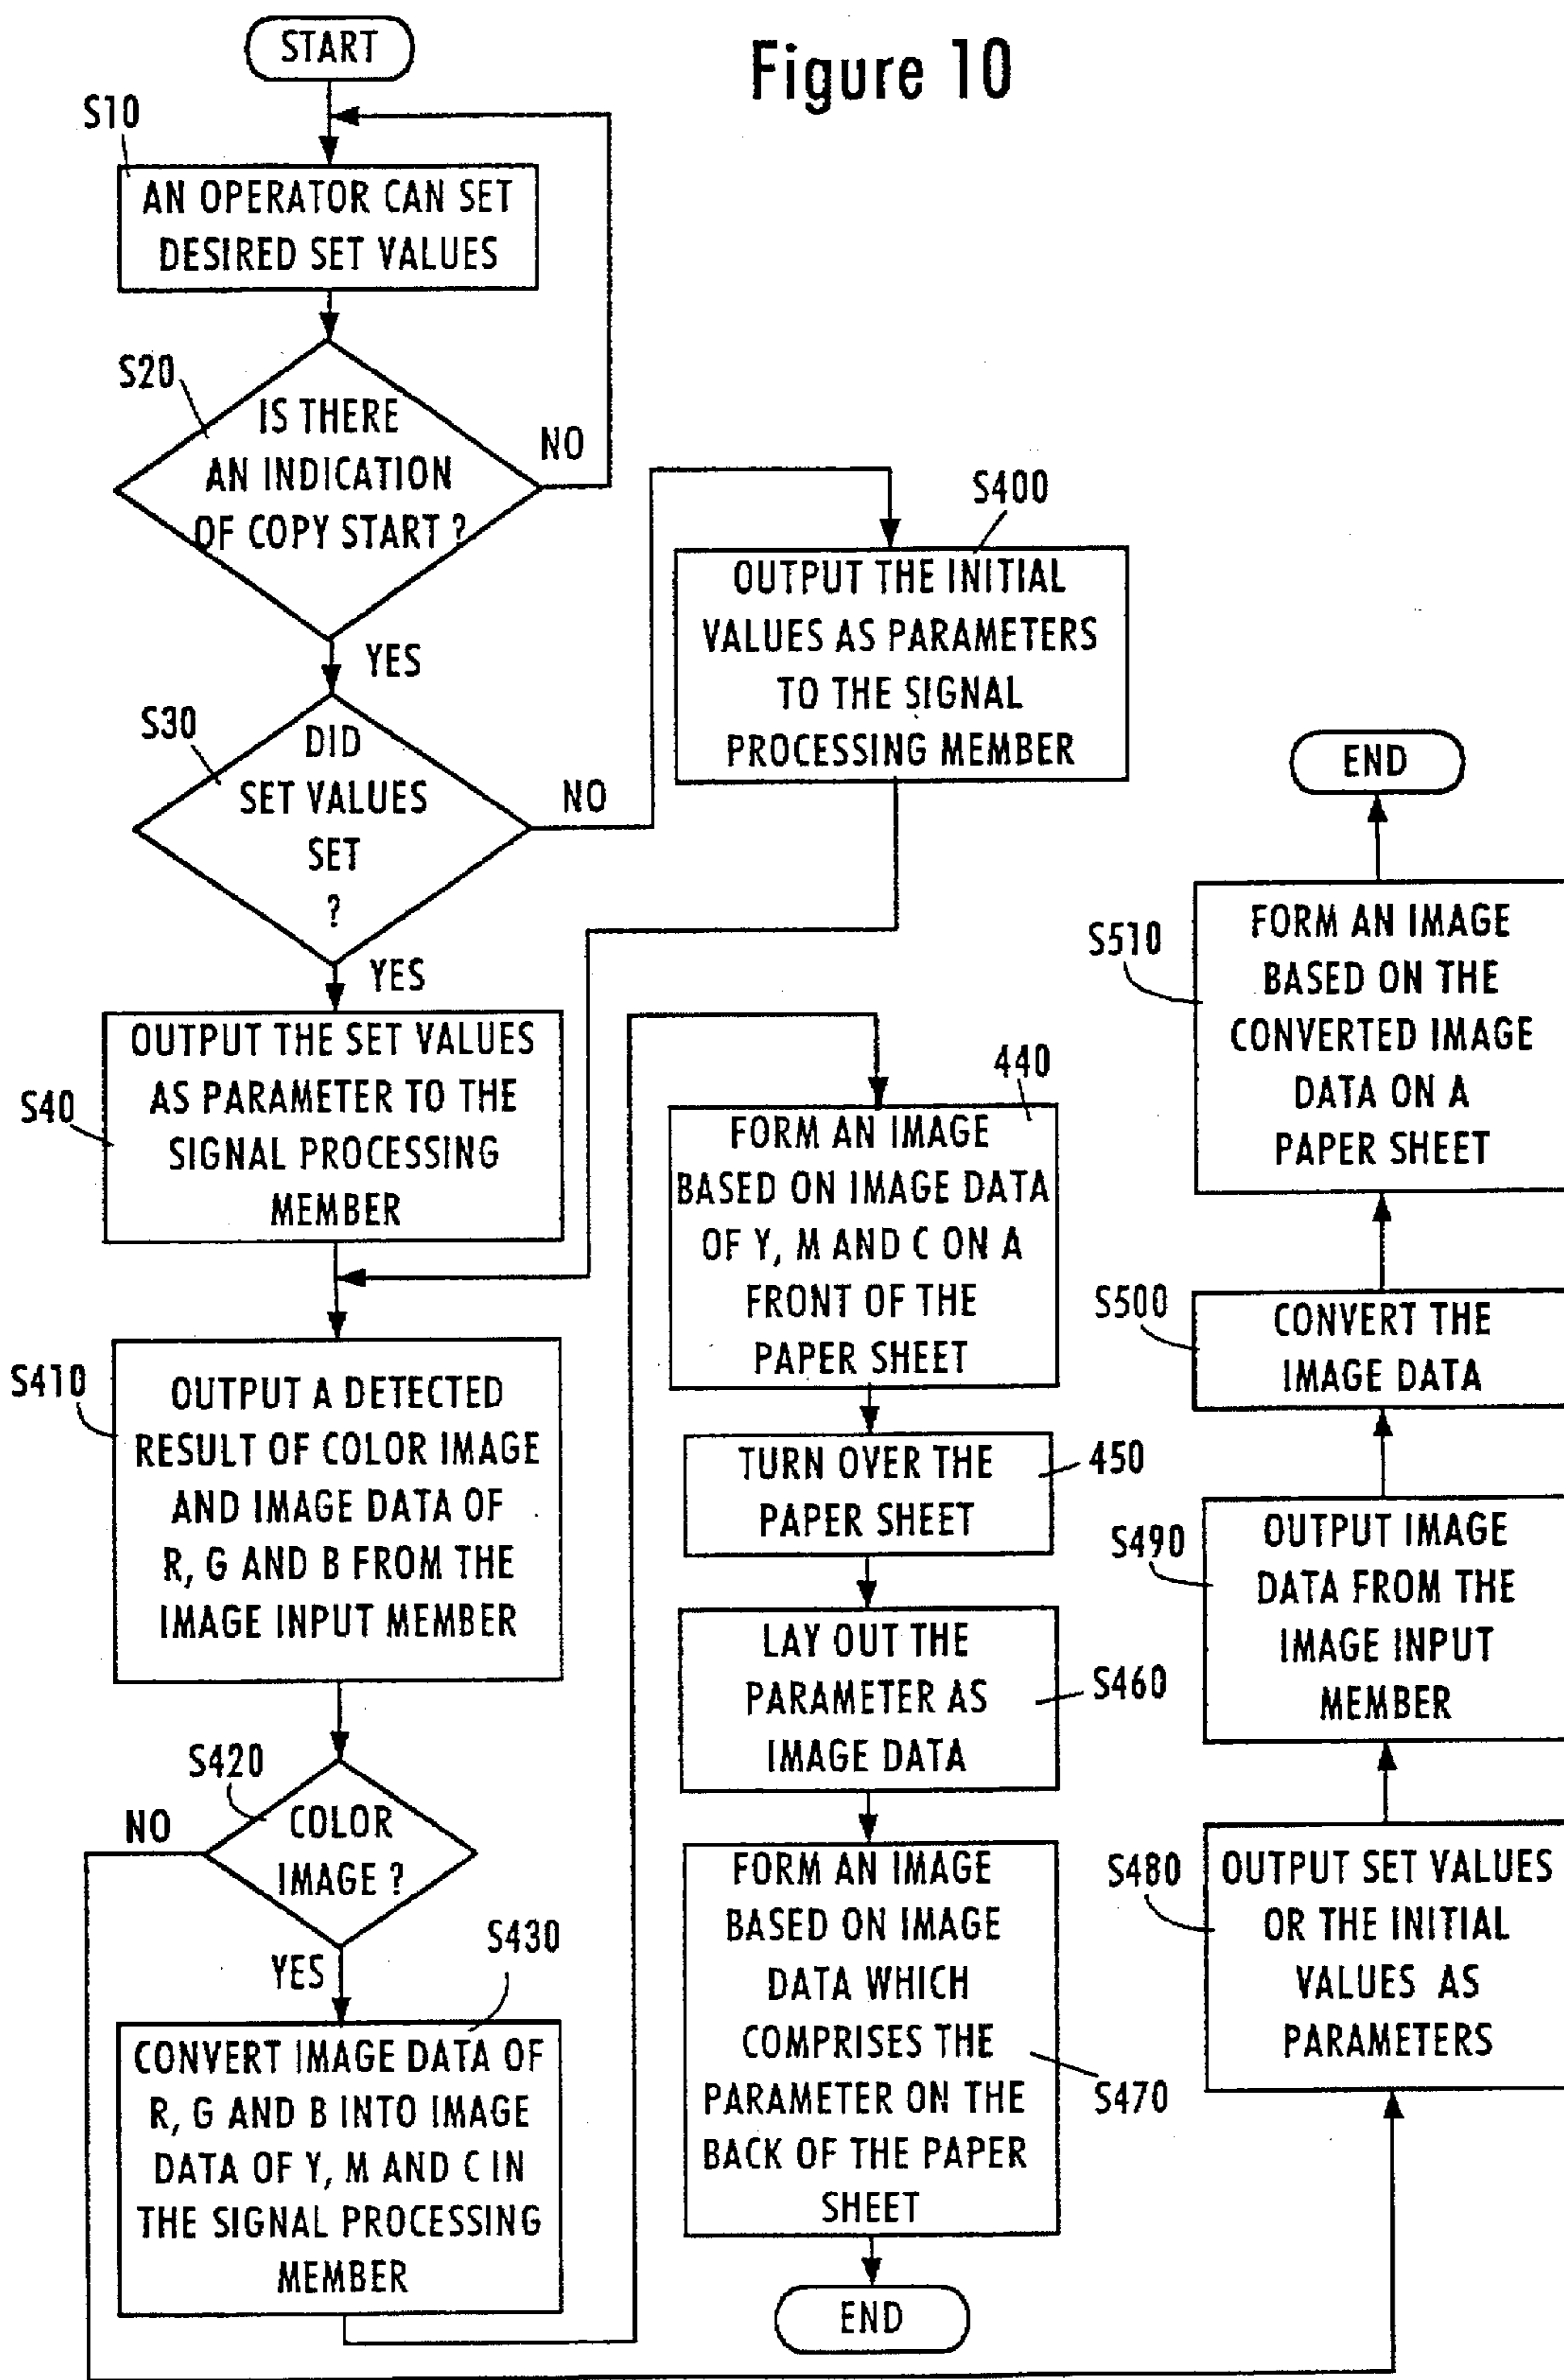 Figure 10
START
S10
AN OPERATOR CAN SET
DESIRED SET VALUES
S20
IS THERE
AN INDICATION
OF COPY START ?
NO
YES
S30
DID
SET VALUES
SET
?
NO
YES
S400
OUTPUT THE INITIAL
VALUES AS PARAMETERS
TO THE SIGNAL
PROCESSING MEMBER
S40
OUTPUT THE SET VALUES
AS PARAMETER TO THE
SIGNAL PROCESSING
MEMBER
S410
OUTPUT A DETECTED
RESULT OF COLOR IMAGE
AND IMAGE DATA OF
R, G AND B FROM THE
IMAGE INPUT MEMBER
S420
COLOR
IMAGE ?
NO
YES
S430
CONVERT IMAGE DATA OF
R, G AND B INTO IMAGE
DATA OF Y, M AND C IN
THE SIGNAL PROCESSING
MEMBER
440
FORM AN IMAGE
BASED ON IMAGE DATA
OF Y, M AND C ON A
FRONT OF THE
PAPER SHEET
450
TURN OVER THE
PAPER SHEET
S460
LAY OUT THE
PARAMETER AS
IMAGE DATA
S470
FORM AN IMAGE
BASED ON IMAGE
DATA WHICH
COMPRISES THE
PARAMETER ON THE
BACK OF THE PAPER
SHEET
END
END
S510
FORM AN IMAGE
BASED ON THE
CONVERTED IMAGE
DATA ON A
PAPER SHEET
S500
CONVERT THE
IMAGE DATA
S490
OUTPUT IMAGE
DATA FROM THE
IMAGE INPUT
MEMBER
S480
OUTPUT SET VALUES
OR THE INITIAL
VALUES AS
PARAMETERS